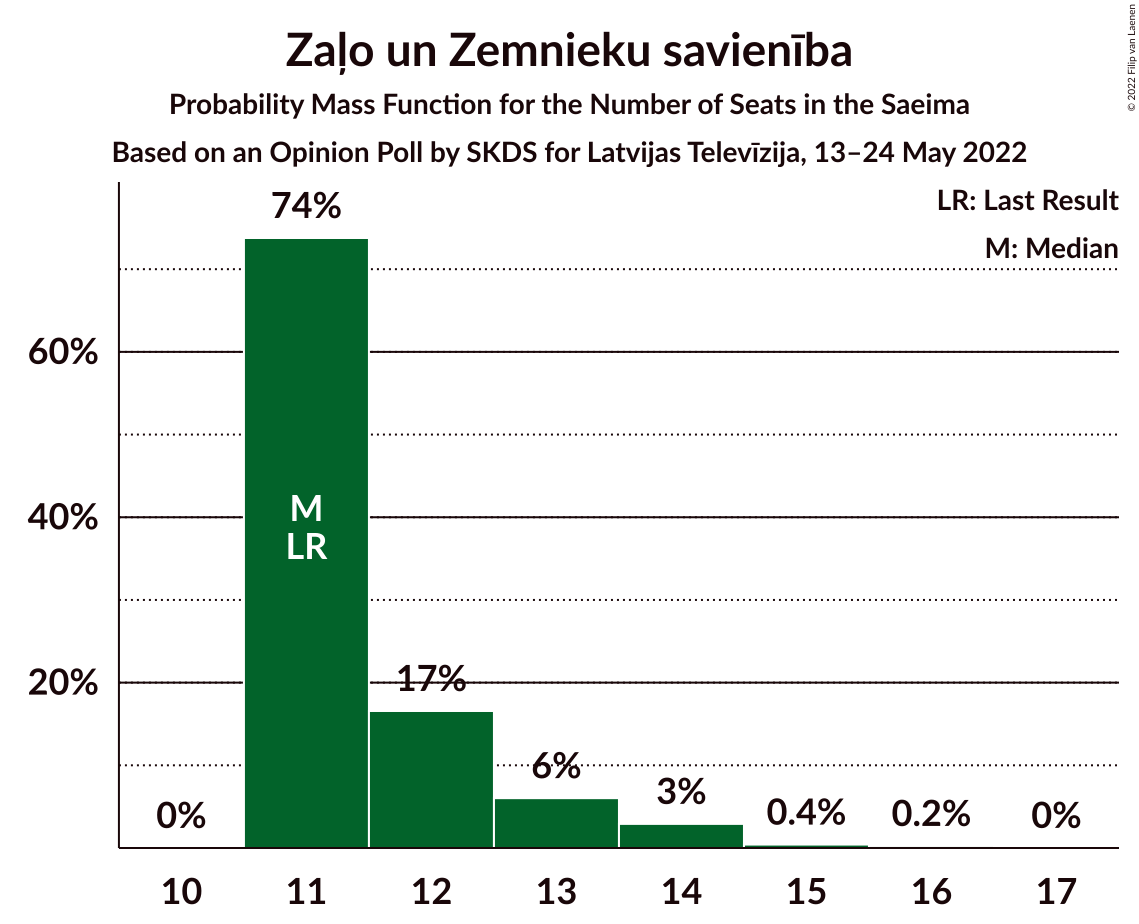 Zaļo un Zemnieku savienība
Probability Mass Function for the Number of Seats in the Saeima
Based on an Opinion Poll by SKDS for Latvijas Televīzija, 13–24 May 2022
© 2022 Filip van Laenen
LR: Last Result
M: Median
74%
60%
40%
20%
M
LR
0%
17%
6%
3%
0.4%
0.2%
0%
10 11 12 13 14 15 16 17